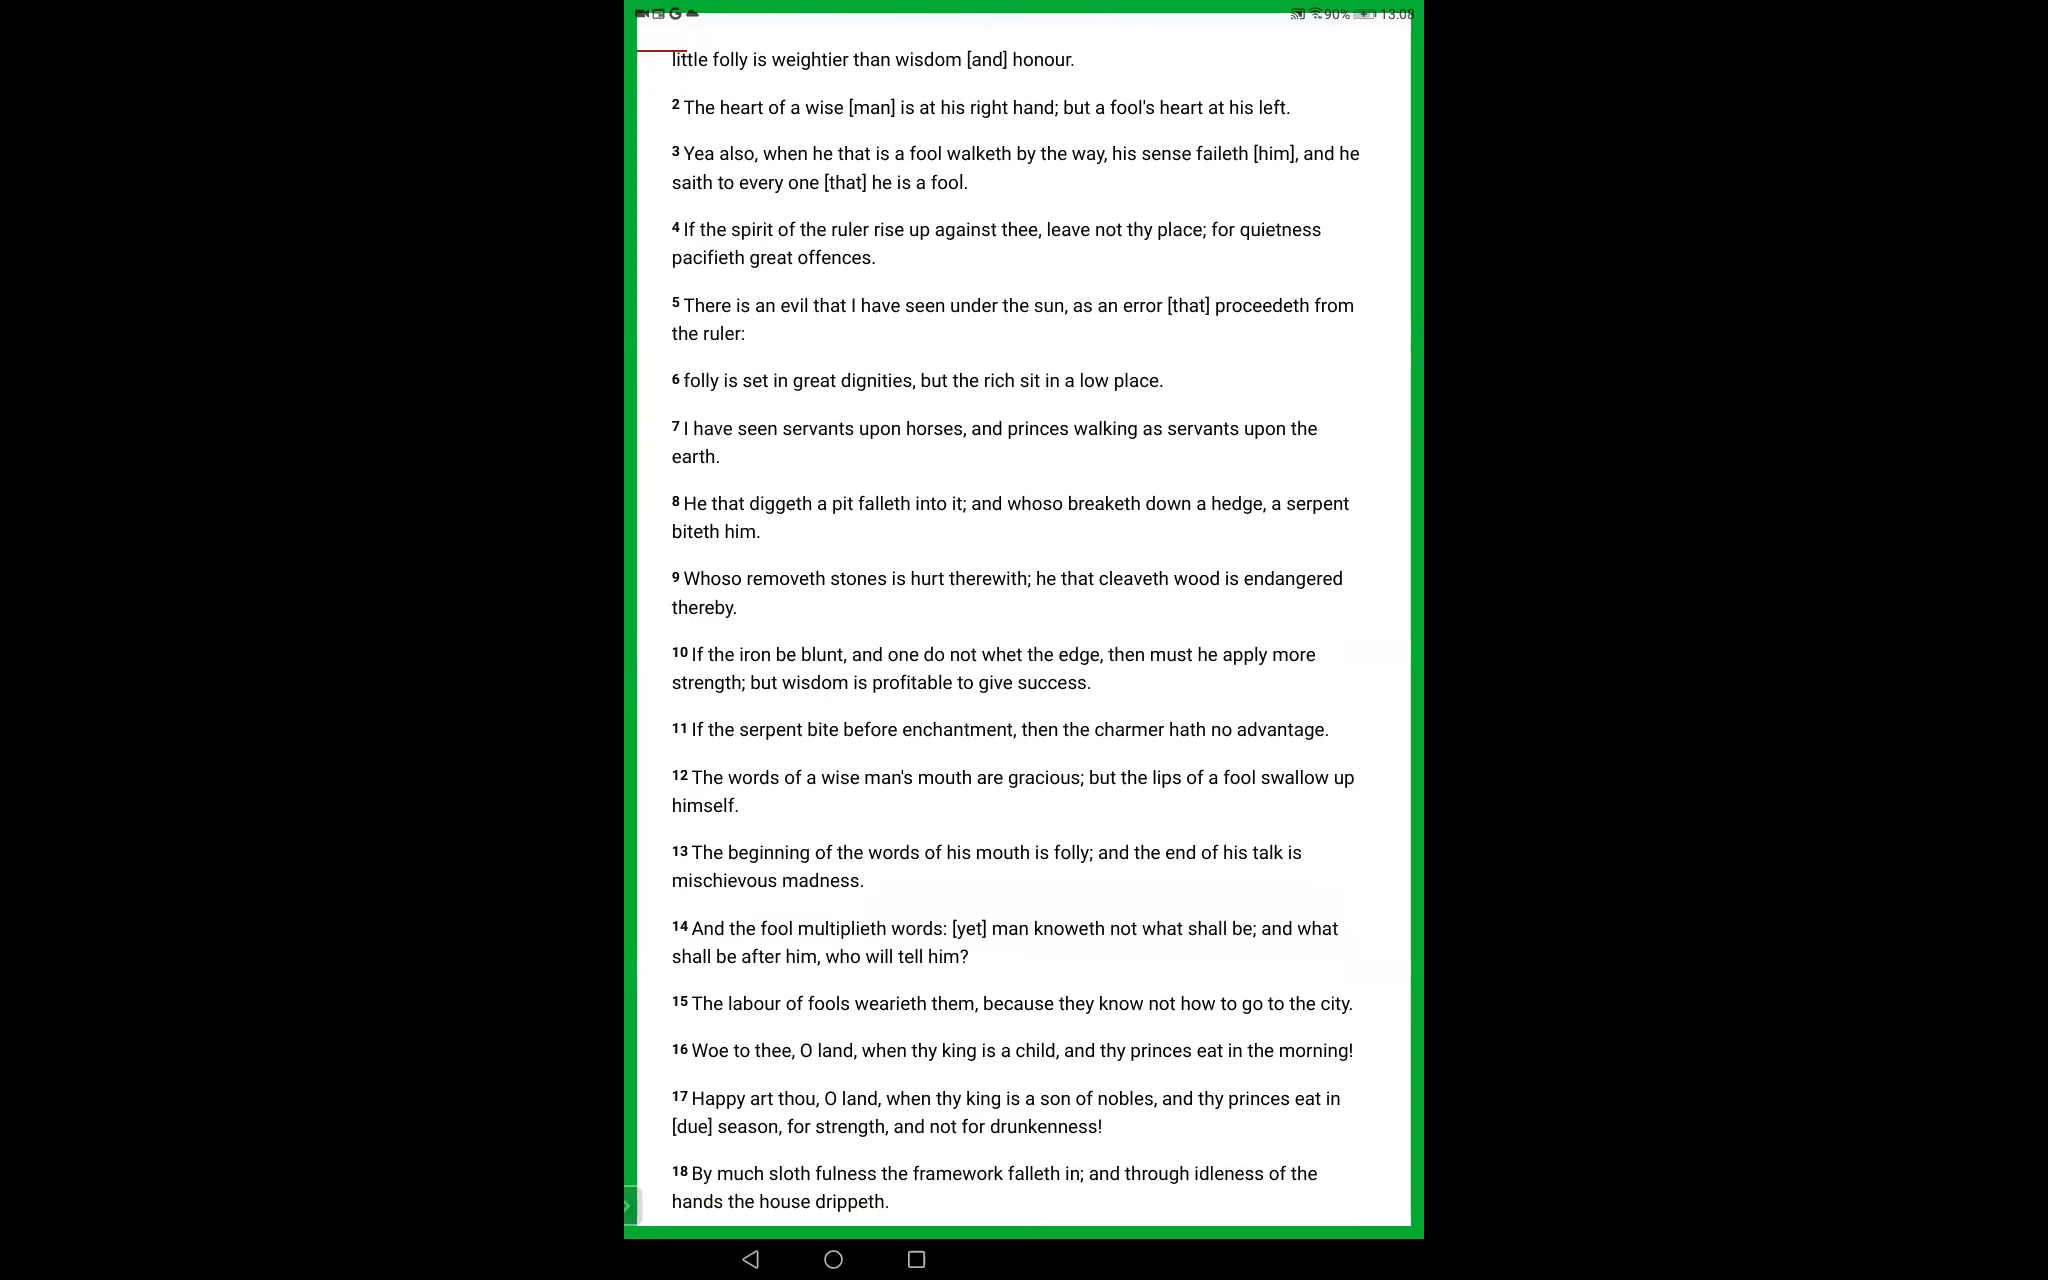 G 90% 13:08
little folly is weightier than wisdom [and] honour.
2 The heart of a wise [man] is at his right hand; but a fool's heart at his left.
3 Yea also, when he that is a fool walketh by the way, his sense faileth [him], and he
saith to every one [that] he is a fool.
4 If the spirit of the ruler rise up against thee, leave not thy place; for quietness
pacifieth great offences.
5 There is an evil that I have seen under the sun, as an error [that] proceedeth from
the ruler:
6 folly is set in great dignities, but the rich sit in a low place.
7 I have seen servants upon horses, and princes walking as servants upon the
earth.
8 He that diggeth a pit falleth into it; and whoso breaketh down a hedge, a serpent
biteth him.
9 Whoso removeth stones is hurt therewith; he that cleaveth wood is endangered
thereby.
10 If the iron be blunt, and one do not whet the edge, then must he apply more
strength; but wisdom is profitable to give success.
11 If the serpent bite before enchantment, then the charmer hath no advantage.
12 The words of a wise man's mouth are gracious; but the lips of a fool swallow up
himself.
13 The beginning of the words of his mouth is folly; and the end of his talk is
mischievous madness.
14 And the fool multiplieth words: [yet] man knoweth not what shall be; and what
shall be after him, who will tell him?
15 The labour of fools wearieth them, because they know not how to go to the city.
16 Woe to thee, O land, when thy king is a child, and thy princes eat in the morning!
17 Happy art thou, O land, when thy king is a son of nobles, and thy princes eat in
[due] season, for strength, and not for drunkenness!
18 By much sloth fulness the framework falleth in; and through idleness of the
hands the house drippeth.